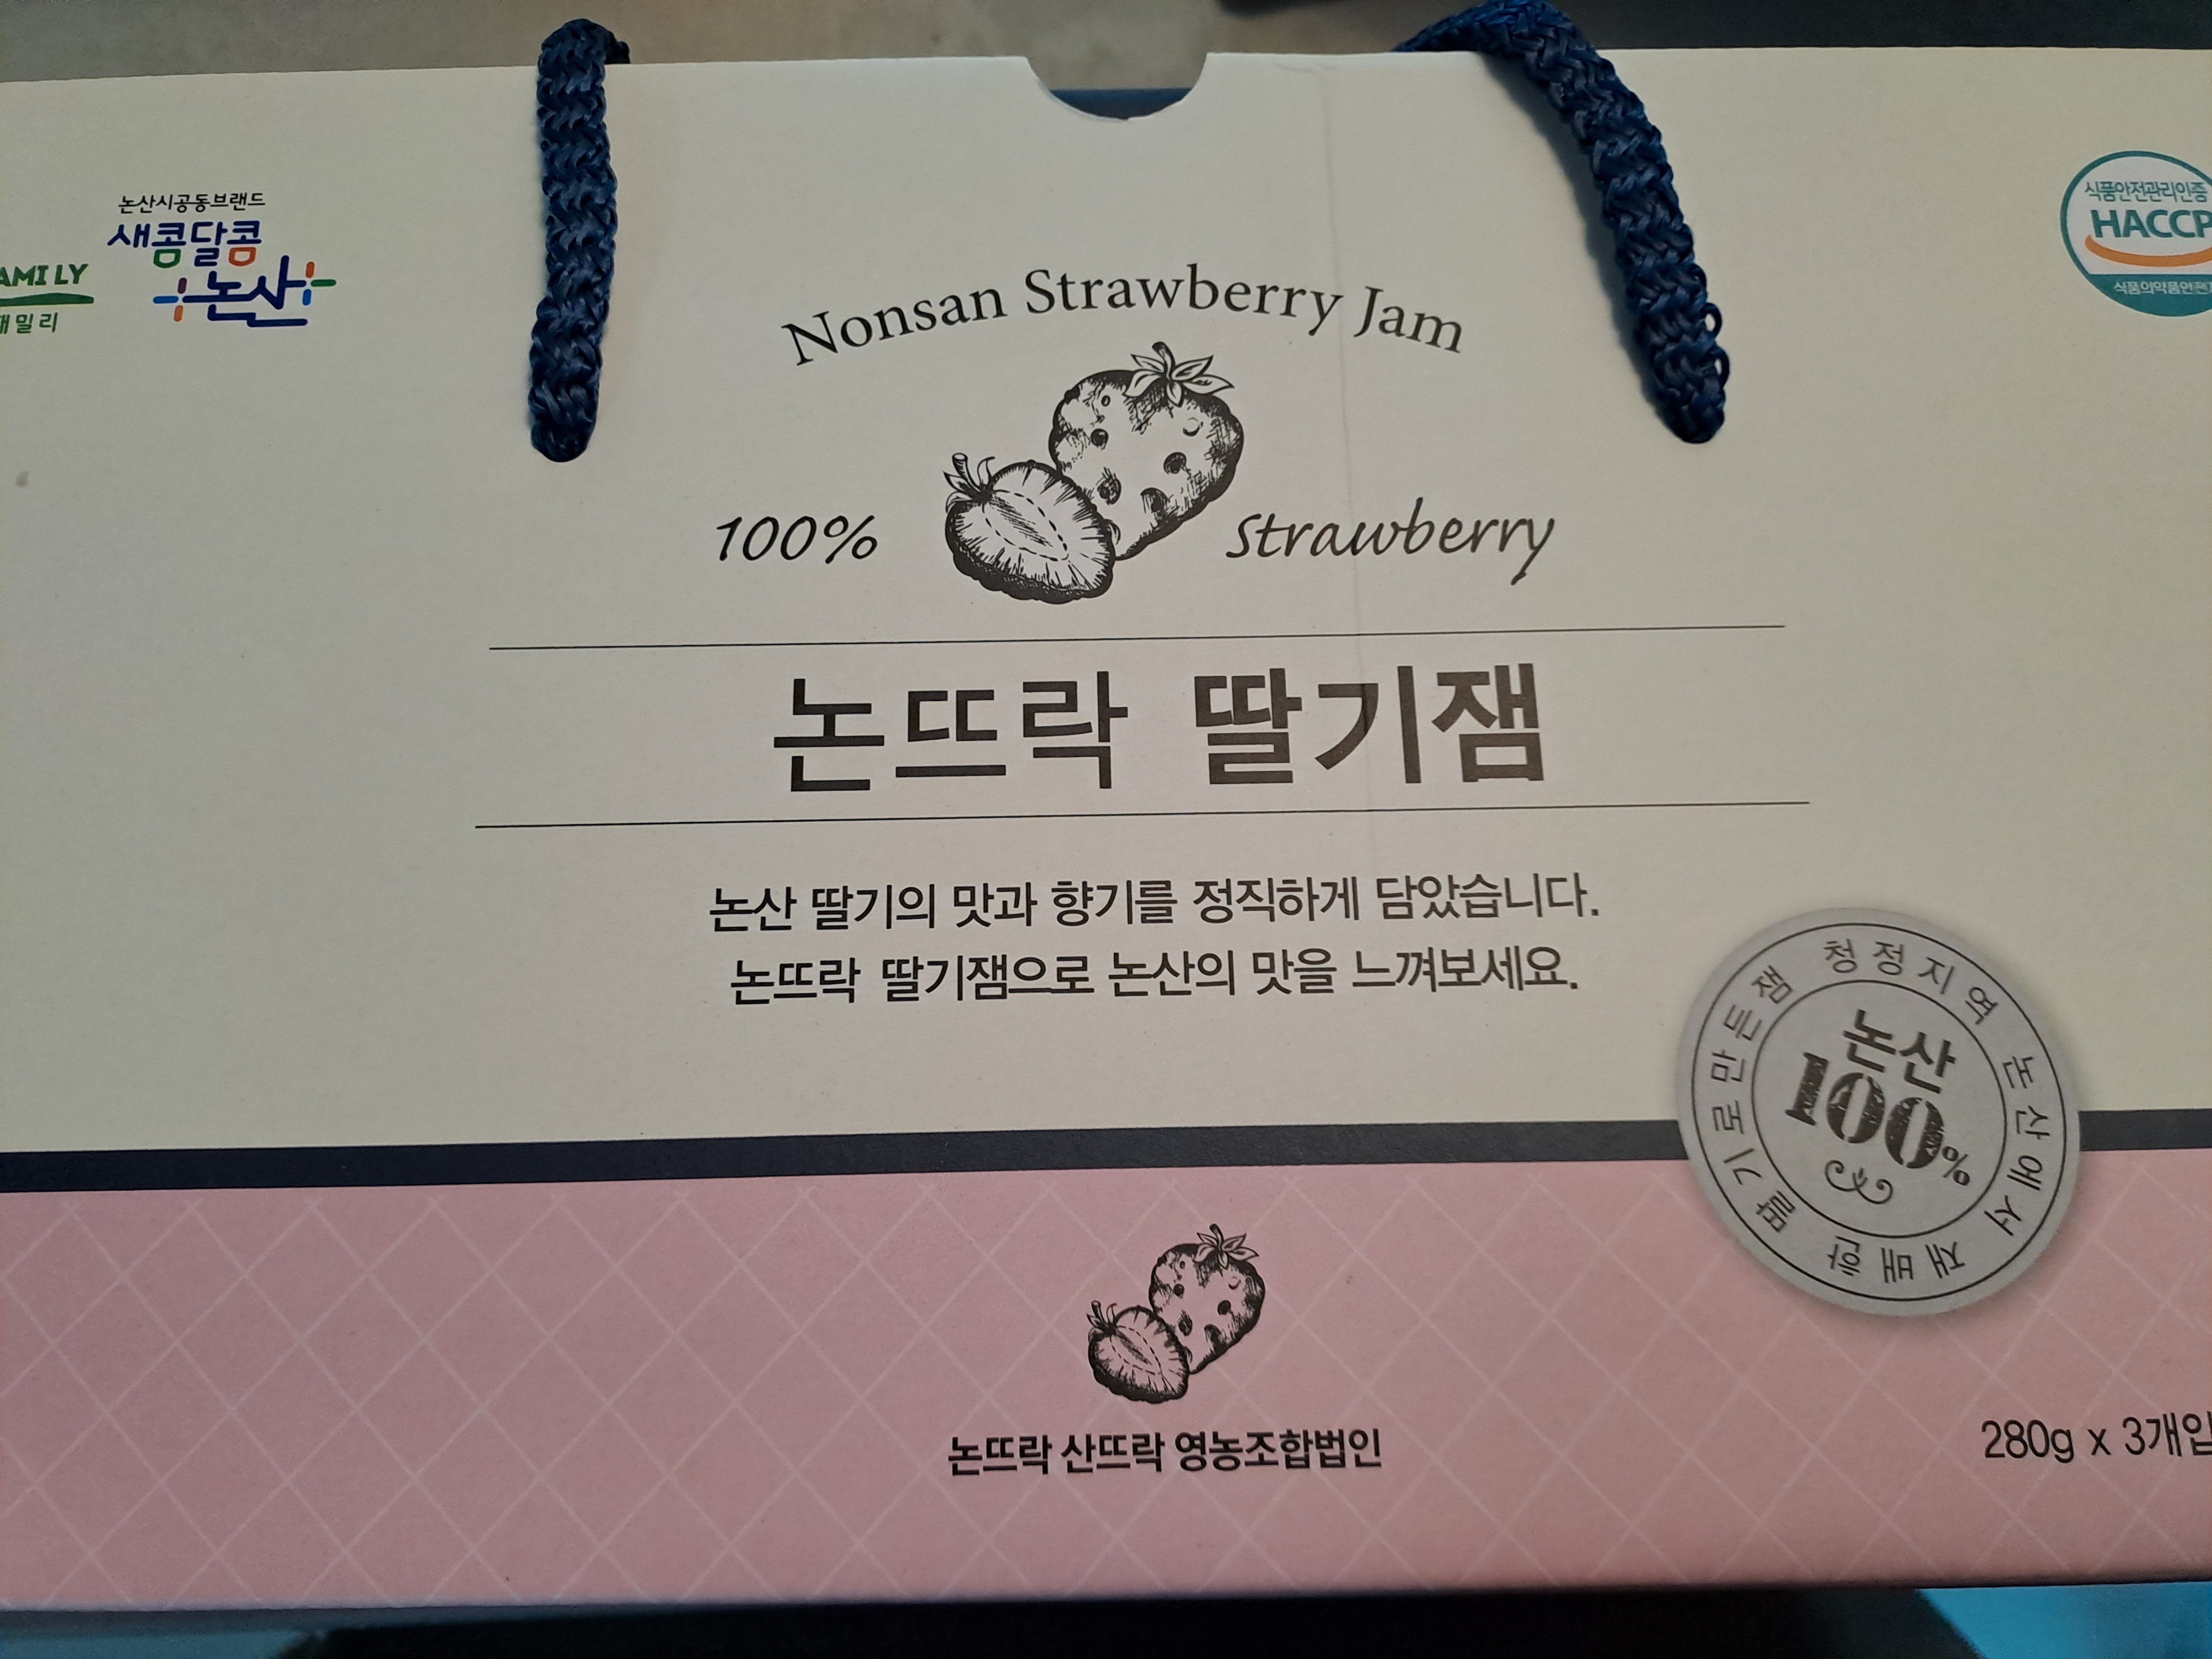 논산시공동브랜드
새콤달콤
논산
AMILY
패밀리
식품안전관리인증
HACCP
Nonsan Strawberry Jam
100% Strawberry
논뜨락 딸기잼
논산 딸기의 맛과 향기를 정직하게 담았습니다.
논뜨락 딸기잼으로 논산의 맛을 느껴보세요.
청정지역 논산에서 재배한 딸기로 만든잼
논산
100%
논뜨락 산뜨락 영농조합법인
280g x 3개입